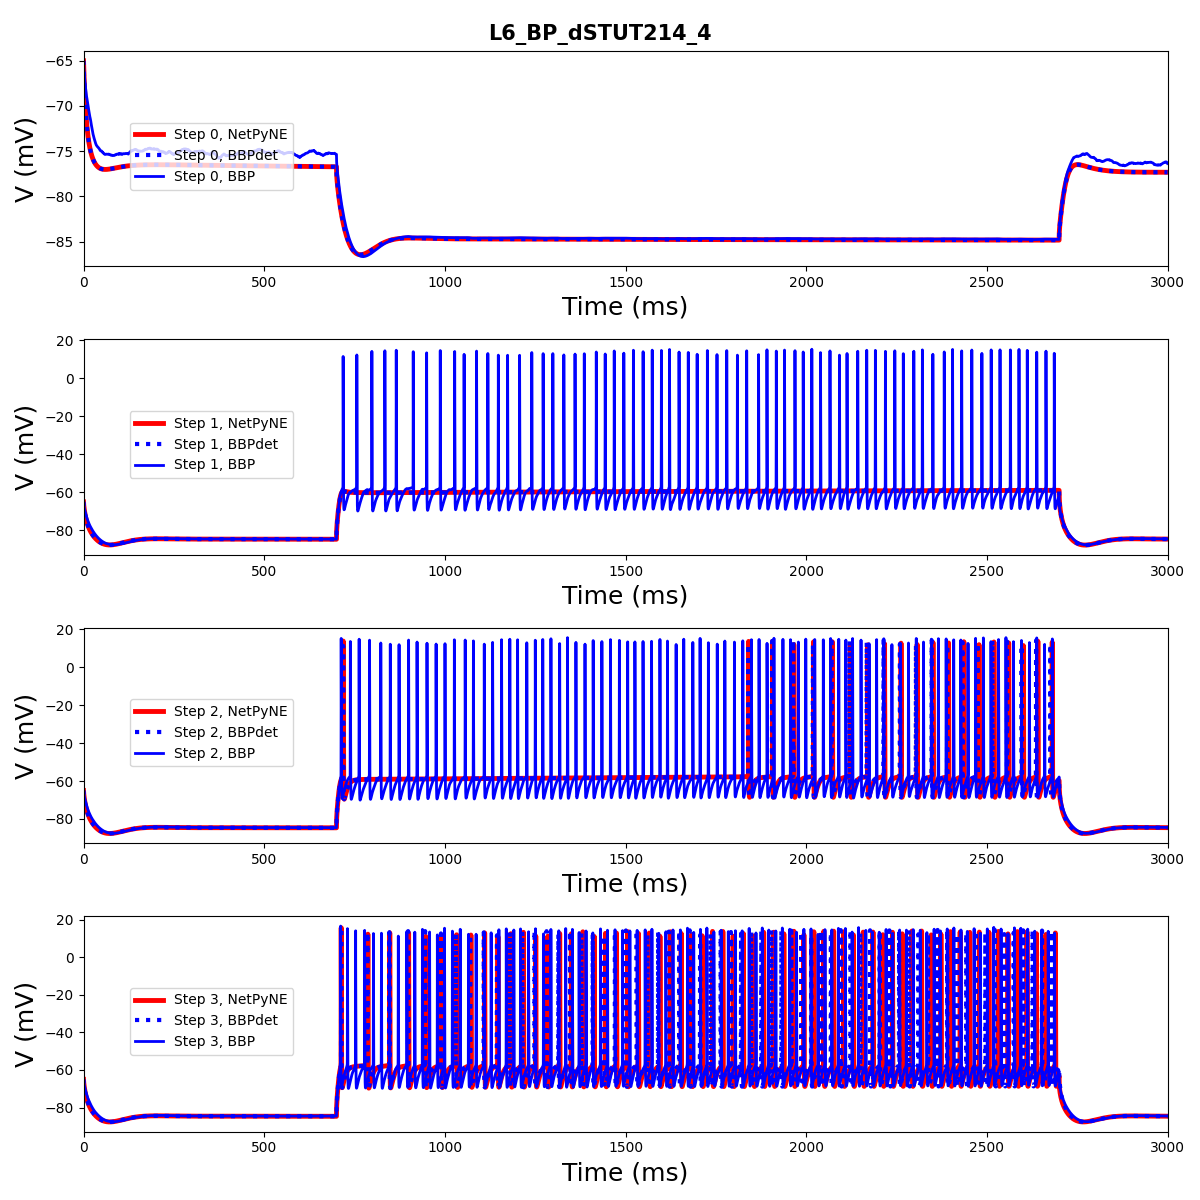 L6_BP_dSTUT214_4
V (mV)
−65
−70
−75
−80
−85
Step 0, NetPyNE
Step 0, BBPdet
Step 0, BBP
0 500 1000 1500 2000 2500 3000
Time (ms)
V (mV)
20
0
−20
−40
−60
−80
Step 1, NetPyNE
Step 1, BBPdet
Step 1, BBP
0 500 1000 1500 2000 2500 3000
Time (ms)
V (mV)
20
0
−20
−40
−60
−80
Step 2, NetPyNE
Step 2, BBPdet
Step 2, BBP
0 500 1000 1500 2000 2500 3000
Time (ms)
V (mV)
20
0
−20
−40
−60
−80
Step 3, NetPyNE
Step 3, BBPdet
Step 3, BBP
0 500 1000 1500 2000 2500 3000
Time (ms)